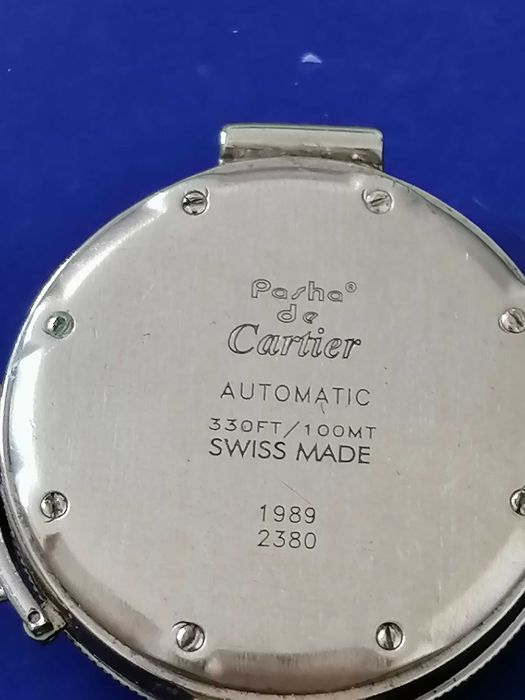 Pasha®
de
Cartier
AUTOMATIC
330FT/100MT
SWISS MADE
1989
2380